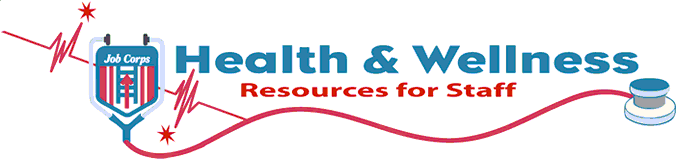 Job Corps
Health & Wellness
Resources for Staff